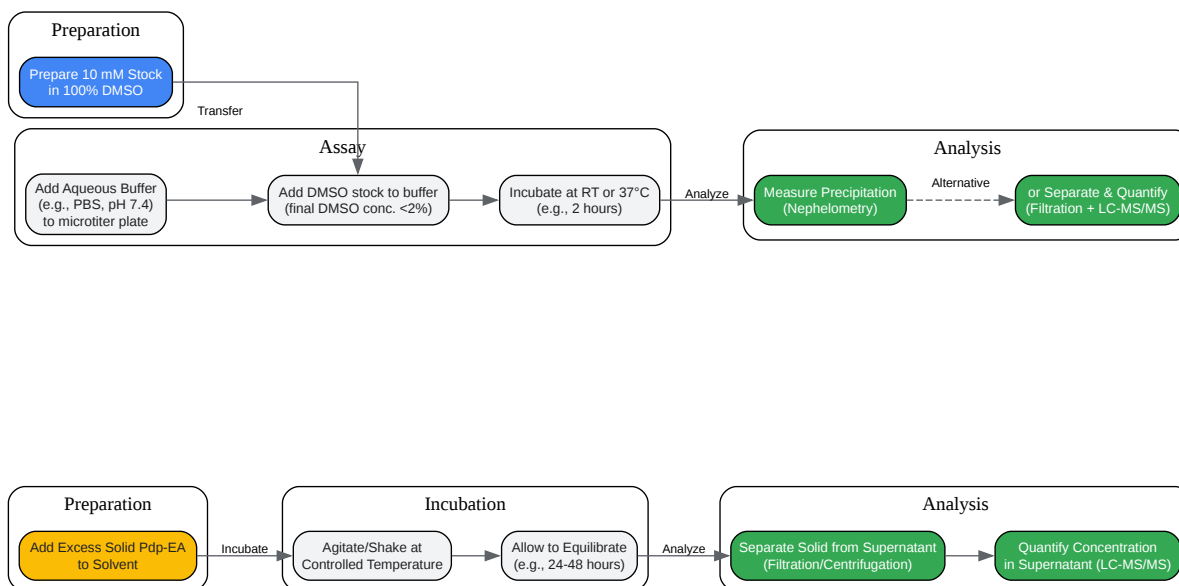 Preparation
Prepare 10 mM Stock
in 100% DMSO
Transfer
Assay
Add Aqueous Buffer
(e.g., PBS, pH 7.4)
to microtiter plate
Add DMSO stock to buffer
(final DMSO conc. <2%)
Incubate at RT or 37°C
(e.g., 2 hours)
Analyze
Analysis
Measure Precipitation
(Nephelometry)
Alternative
or Separate & Quantify
(Filtration + LC-MS/MS)
Preparation
Add Excess Solid Pdp-EA
to Solvent
Incubate
Incubation
Agitate/Shake at
Controlled Temperature
Allow to Equilibrate
(e.g., 24-48 hours)
Analyze
Analysis
Separate Solid from Supernatant
(Filtration/Centrifugation)
Quantify Concentration
in Supernatant (LC-MS/MS)